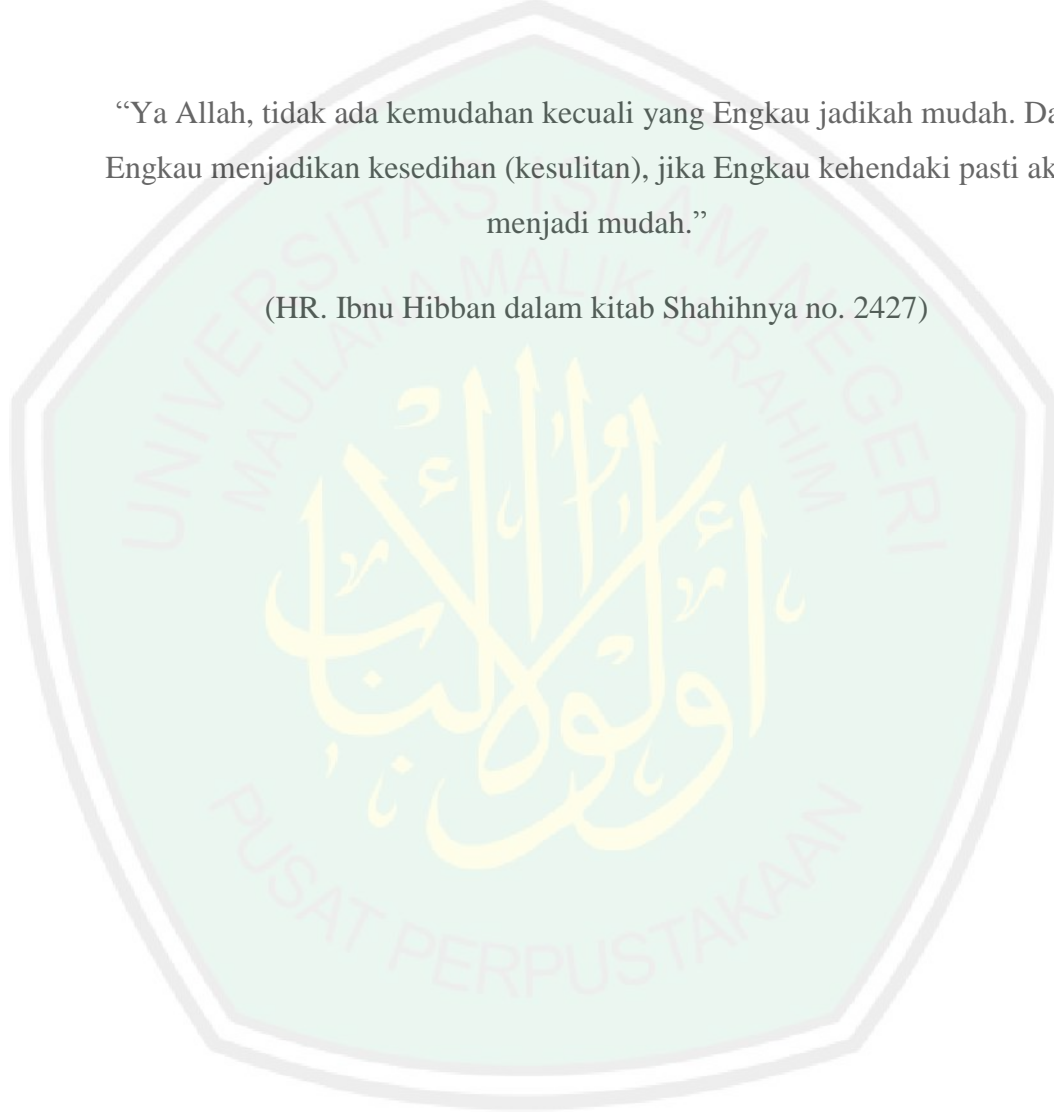 “Ya Allah, tidak ada kemudahan kecuali yang Engkau jadikah mudah. Da
Engkau menjadikan kesedihan (kesulitan), jika Engkau kehendaki pasti ak
menjadi mudah.”
(HR. Ibnu Hibban dalam kitab Shahihnya no. 2427)
UNIVERSITAS ISLAM NEGERI
MAULANA MALIK IBRAHIM
أولوا الألباب
PUSAT PERPUSTAKAAN